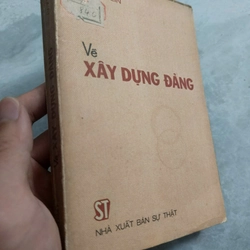 Về
XÂY DỰNG ĐẢNG
ST
NHÀ XUẤT BẢN SỰ THẬT